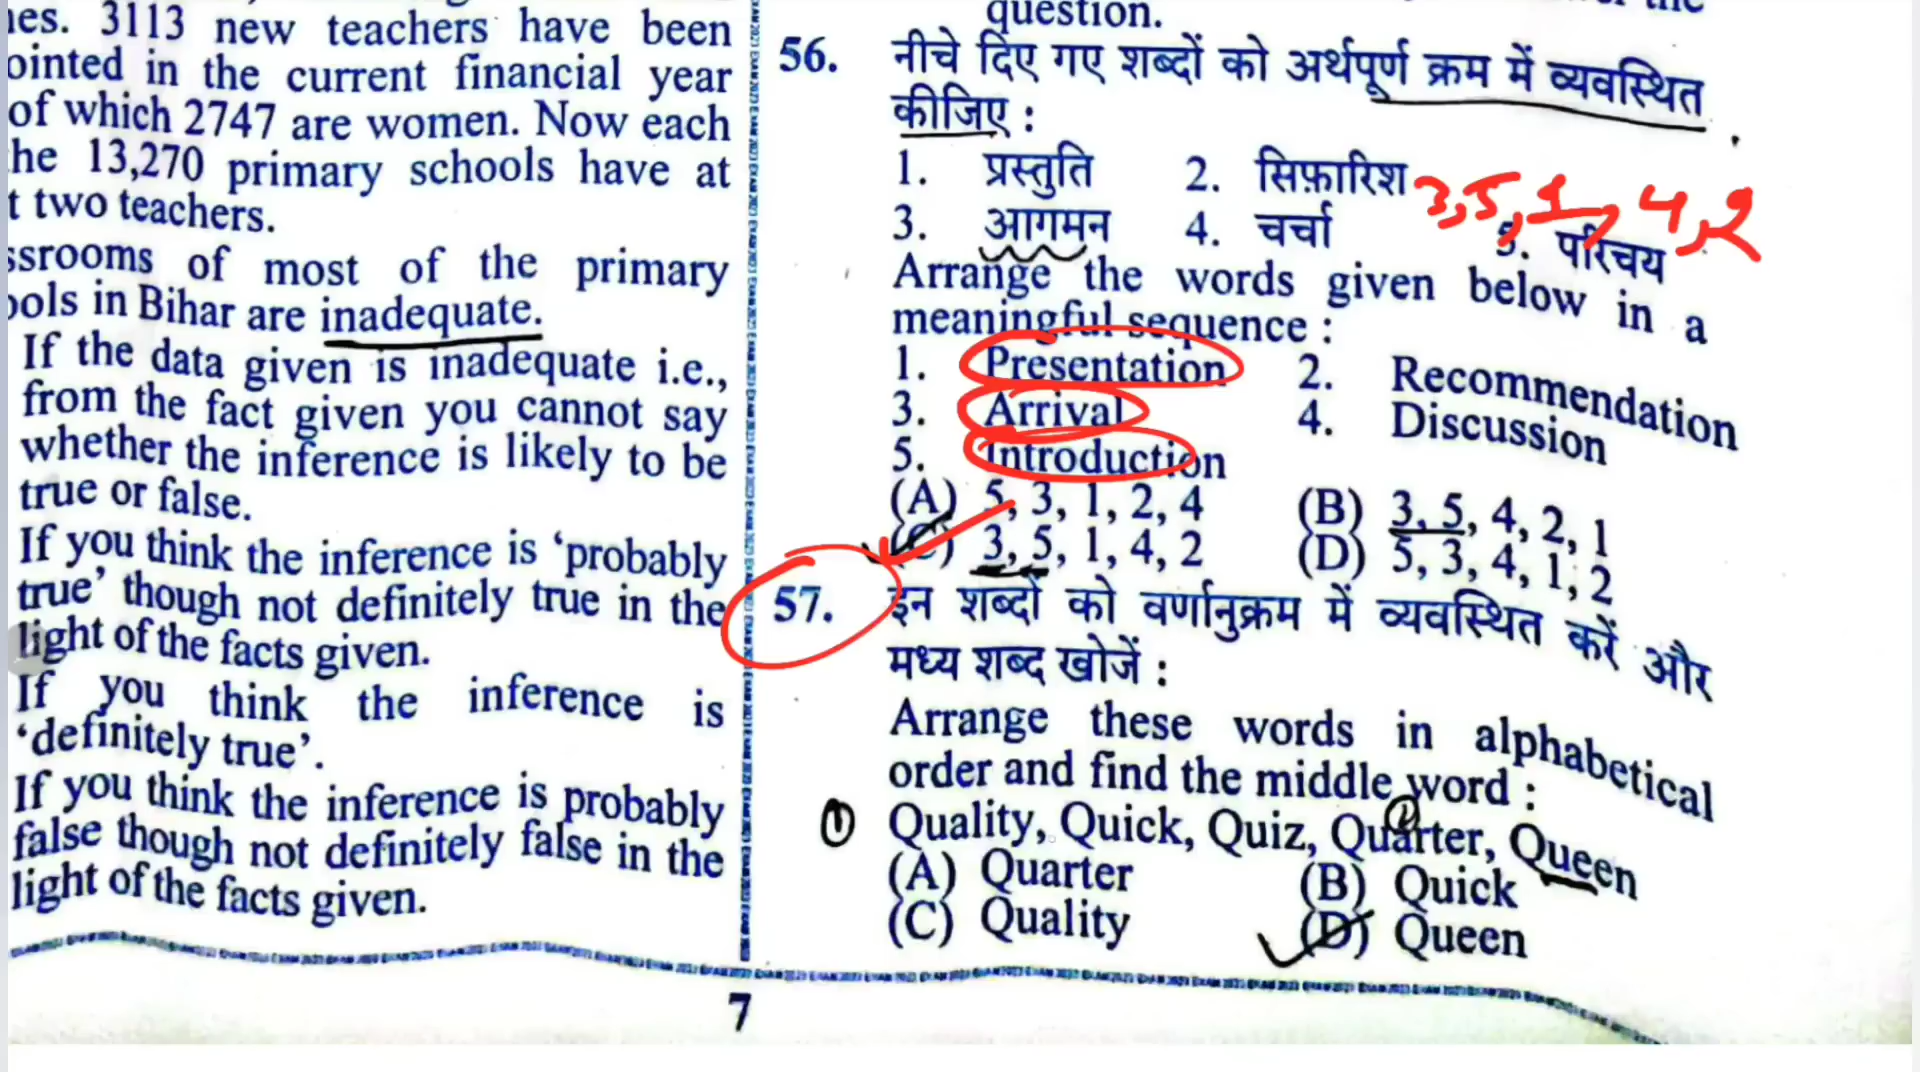 nes. 3113 new teachers have been
ointed in the current financial year
of which 2747 are women. Now each
he 13,270 primary schools have at
t two teachers.
ssrooms of most of the primary
ools in Bihar are inadequate.
If the data given is inadequate i.e.,
from the fact given you cannot say
whether the inference is likely to be
true or false.
If you think the inference is ‘probably
true’ though not definitely true in the
light of the facts given.
If you think the inference is
‘definitely true’.
If you think the inference is probably
false though not definitely false in the
light of the facts given.
question.
56. नीचे दिए गए शब्दों को अर्थपूर्ण क्रम में व्यवस्थित
कीजिए :
1. प्रस्तुति 2. सिफ़ारिश
3, 5, 1, 4, 2
3. आगमन 4. चर्चा 5. परिचय
Arrange the words given below in a
meaningful sequence :
1. Presentation 2. Recommendation
3. Arrival 4. Discussion
5. Introduction
(A) 5, 3, 1, 2, 4 (B) 3, 5, 4, 2, 1
(C) 3, 5, 1, 4, 2 (D) 5, 3, 4, 1, 2
57. इन शब्दों को वर्णानुक्रम में व्यवस्थित करें और
मध्य शब्द खोजें :
Arrange these words in alphabetical
order and find the middle word :
Quality, Quick, Quiz, Quarter, Queen
(A) Quarter (B) Quick
(C) Quality (D) Queen
7